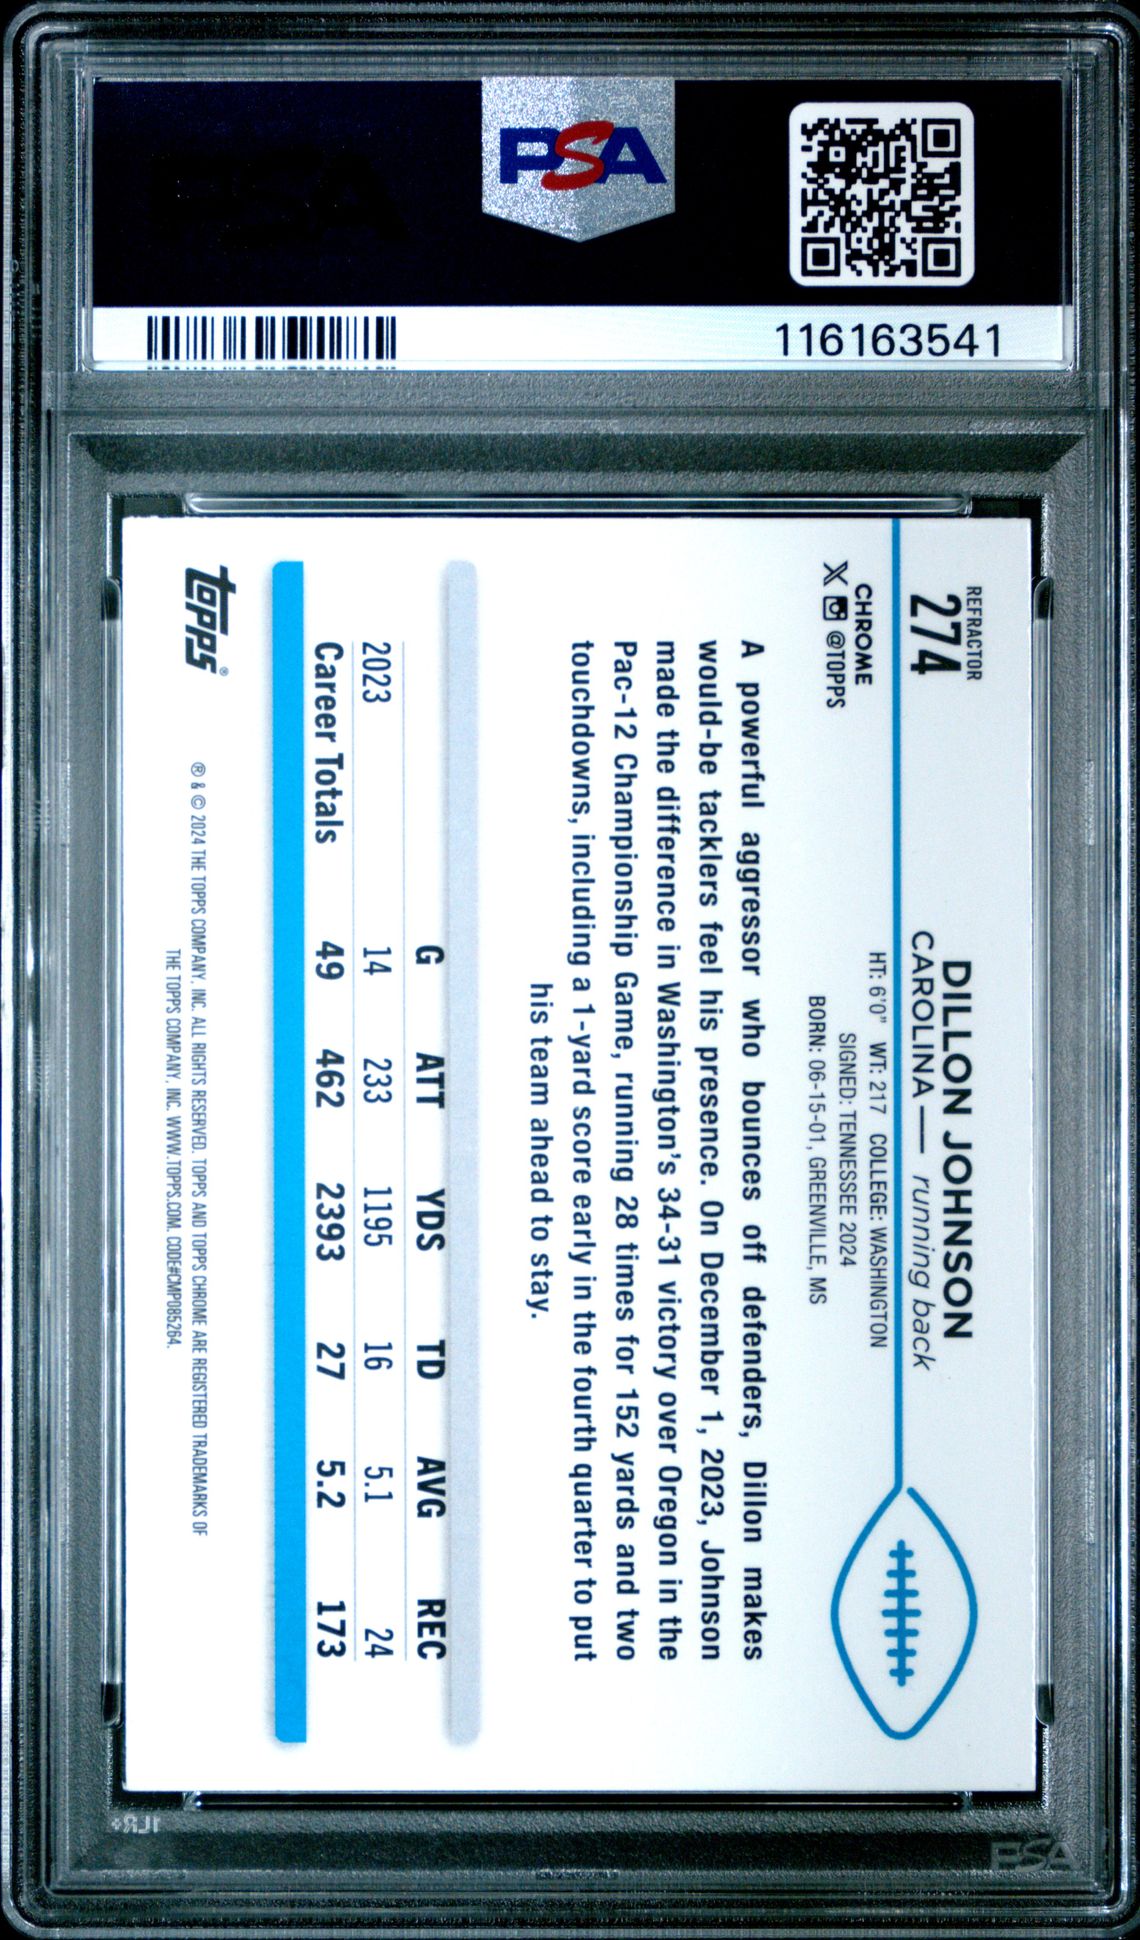 PSA
116163541
REFRACTOR
274
DILLON JOHNSON
CAROLINA — running back
CHROME
X @TOPPS
HT: 6'0" WT: 217 COLLEGE: WASHINGTON
SIGNED: TENNESSEE 2024
BORN: 06-15-01, GREENVILLE, MS
A powerful aggressor who bounces off defenders, Dillon makes
would-be tacklers feel his presence. On December 1, 2023, Johnson
made the difference in Washington's 34-31 victory over Oregon in the
Pac-12 Championship Game, running 28 times for 152 yards and two
touchdowns, including a 1-yard score early in the fourth quarter to put
his team ahead to stay.
G ATT YDS TD AVG REC
2023 14 233 1195 16 5.1 24
Career Totals 49 462 2393 27 5.2 173
topps®
® & © 2024 THE TOPPS COMPANY, INC. ALL RIGHTS RESERVED. TOPPS AND TOPPS CHROME ARE REGISTERED TRADEMARKS OF
THE TOPPS COMPANY, INC. WWW.TOPPS.COM. CODE#CMP085264.
PSA